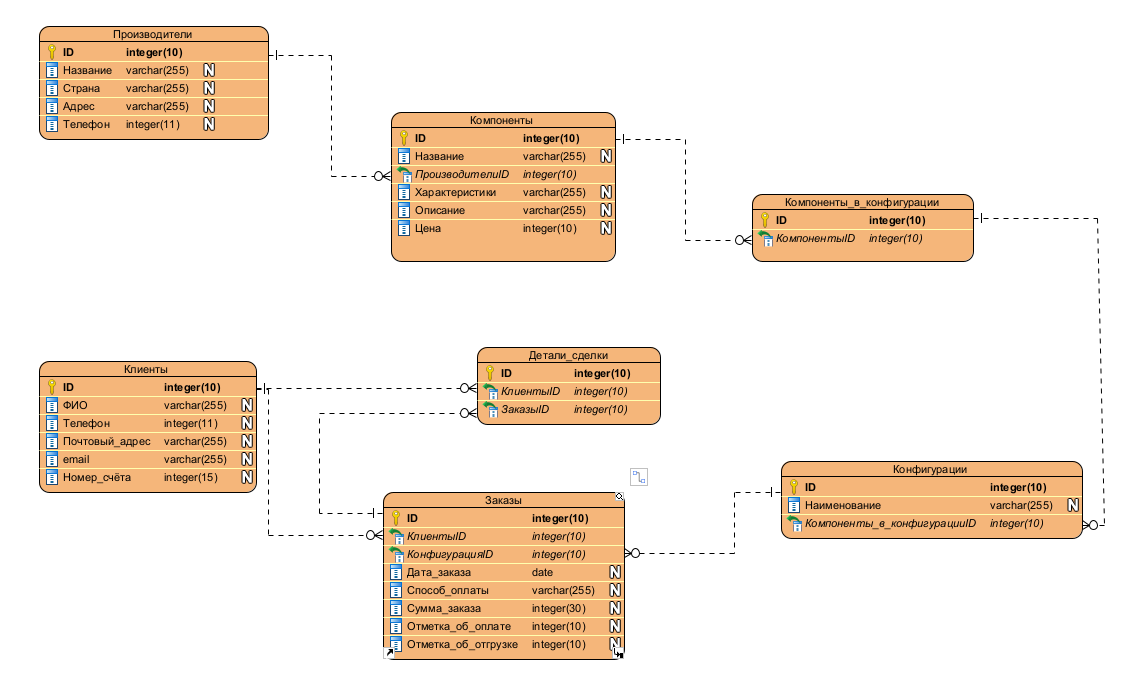 Производители
ID integer(10)
Название varchar(255) N
Страна varchar(255) N
Адрес varchar(255) N
Телефон integer(11) N
Компоненты
ID integer(10)
Название varchar(255) N
ПроизводителиID integer(10)
Характеристики varchar(255) N
Описание varchar(255) N
Цена integer(10) N
Компоненты_в_конфигурации
ID integer(10)
КомпонентыID integer(10)
Клиенты
ID integer(10)
ФИО varchar(255) N
Телефон integer(11) N
Почтовый_адрес varchar(255) N
email varchar(255) N
Номер_счёта integer(15) N
Детали_сделки
ID integer(10)
КлиентыID integer(10)
ЗаказыID integer(10)
Заказы
ID integer(10)
КлиентыID integer(10)
КонфигурацияID integer(10)
Дата_заказа date N
Способ_оплаты varchar(255) N
Сумма_заказа integer(30) N
Отметка_об_оплате integer(10) N
Отметка_об_отгрузке integer(10) N
Конфигурации
ID integer(10)
Наименование varchar(255) N
Компоненты_в_конфигурацииID integer(10)